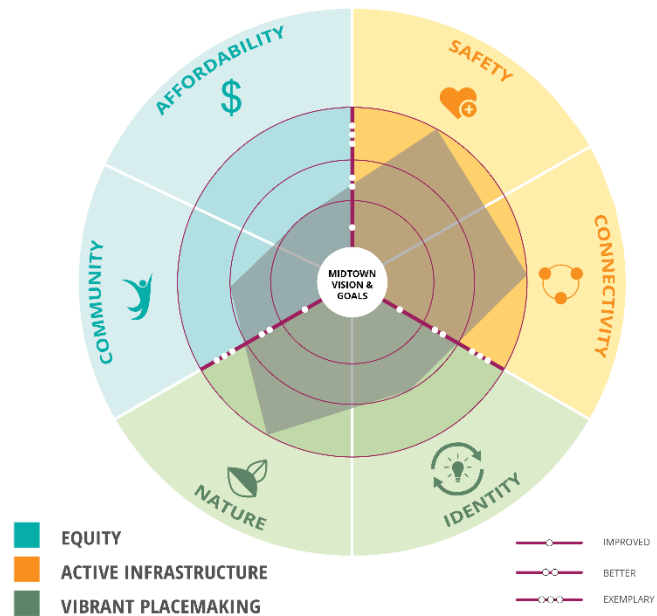 AFFORDABILITY
$
SAFETY
COMMUNITY
CONNECTIVITY
MIDTOWN
VISION &
GOALS
NATURE
IDENTITY
EQUITY
ACTIVE INFRASTRUCTURE
VIBRANT PLACEMAKING
IMPROVED
BETTER
EXEMPLARY